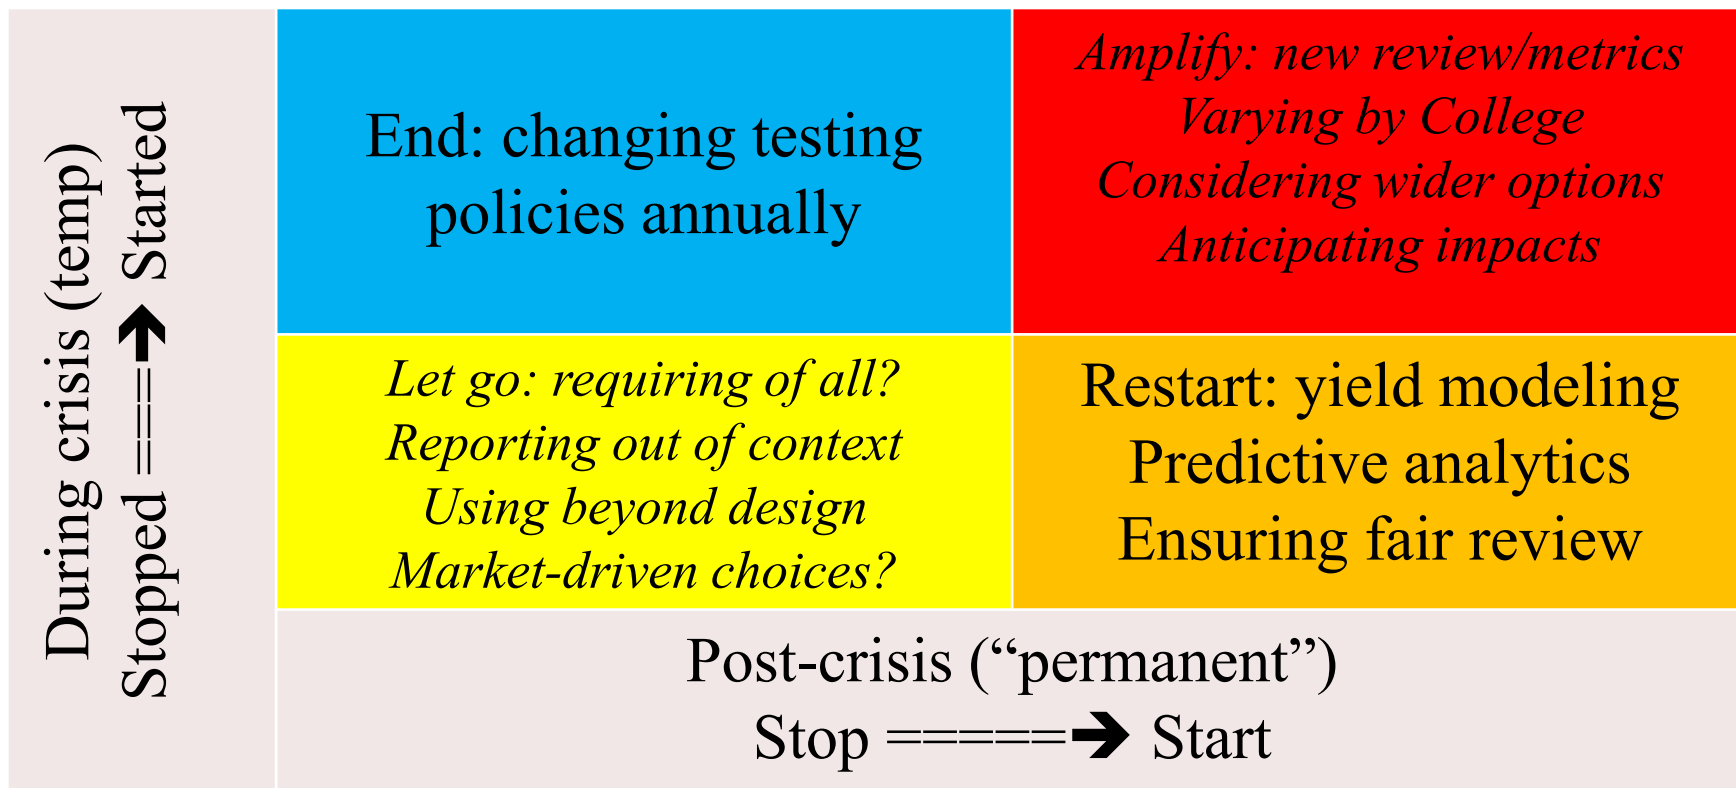 During crisis (temp)
Stopped ====➔ Started
End: changing testing
policies annually
Amplify: new review/metrics
Varying by College
Considering wider options
Anticipating impacts
Let go: requiring of all?
Reporting out of context
Using beyond design
Market-driven choices?
Restart: yield modeling
Predictive analytics
Ensuring fair review
Post-crisis (“permanent”)
Stop =====➔ Start